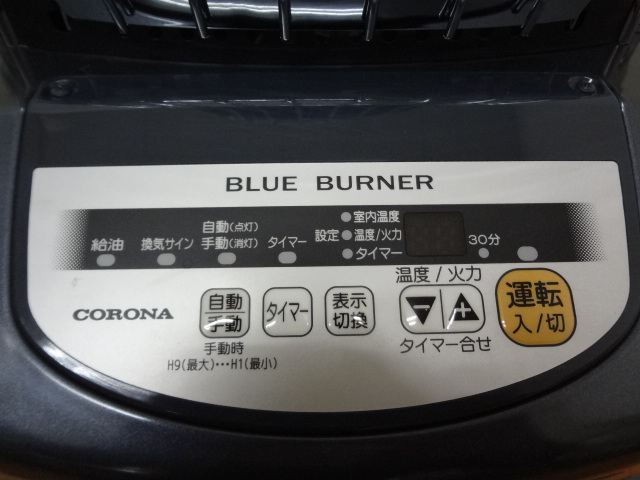 BLUE BURNER
給油
換気サイン
自動(点灯)
手動(消灯)
タイマー
設定
室内温度
温度/火力
タイマー
30分
CORONA
自動
手動
手動時
H9(最大)…H1(最小)
タイマー
表示
切換
温度 / 火力
タイマー合せ
運転
入/切